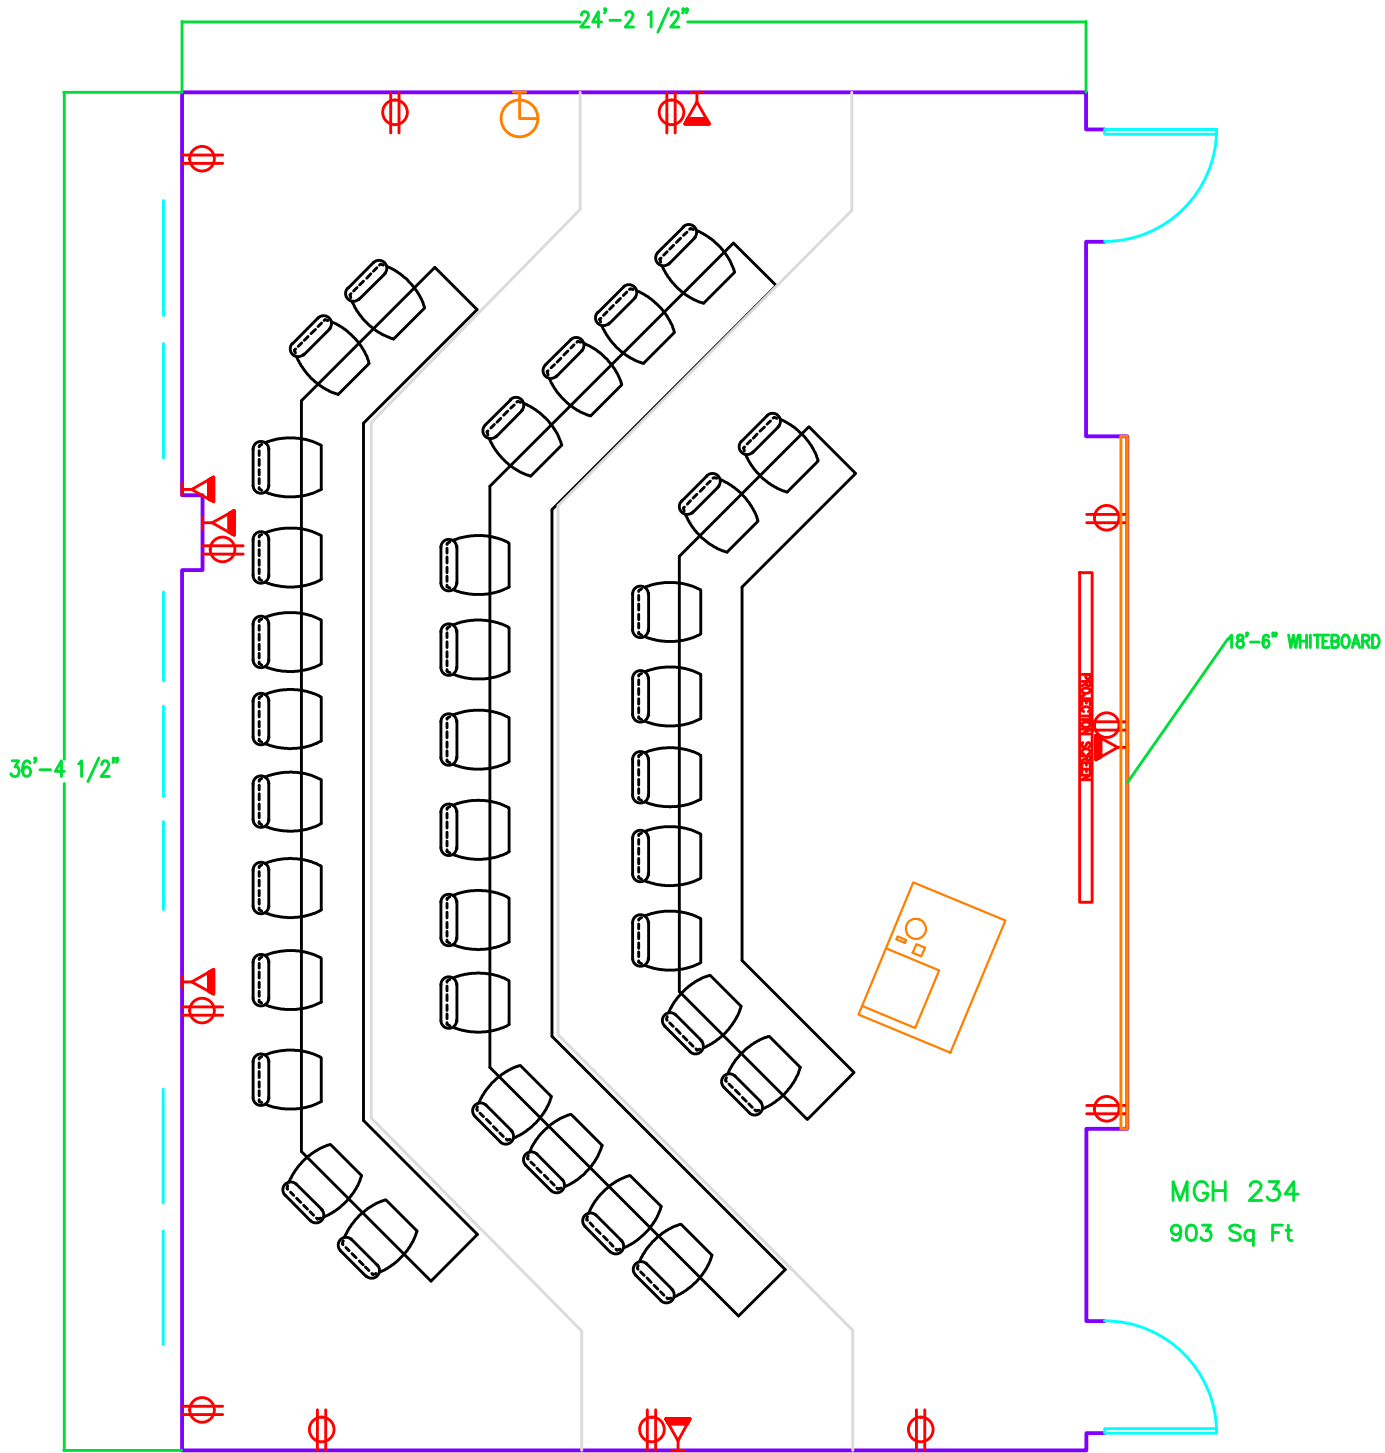 24'-2 1/2"
18'-6" WHITEBOARD
PROJECTION SCREEN
36'-4 1/2"
MGH 234
903 Sq Ft